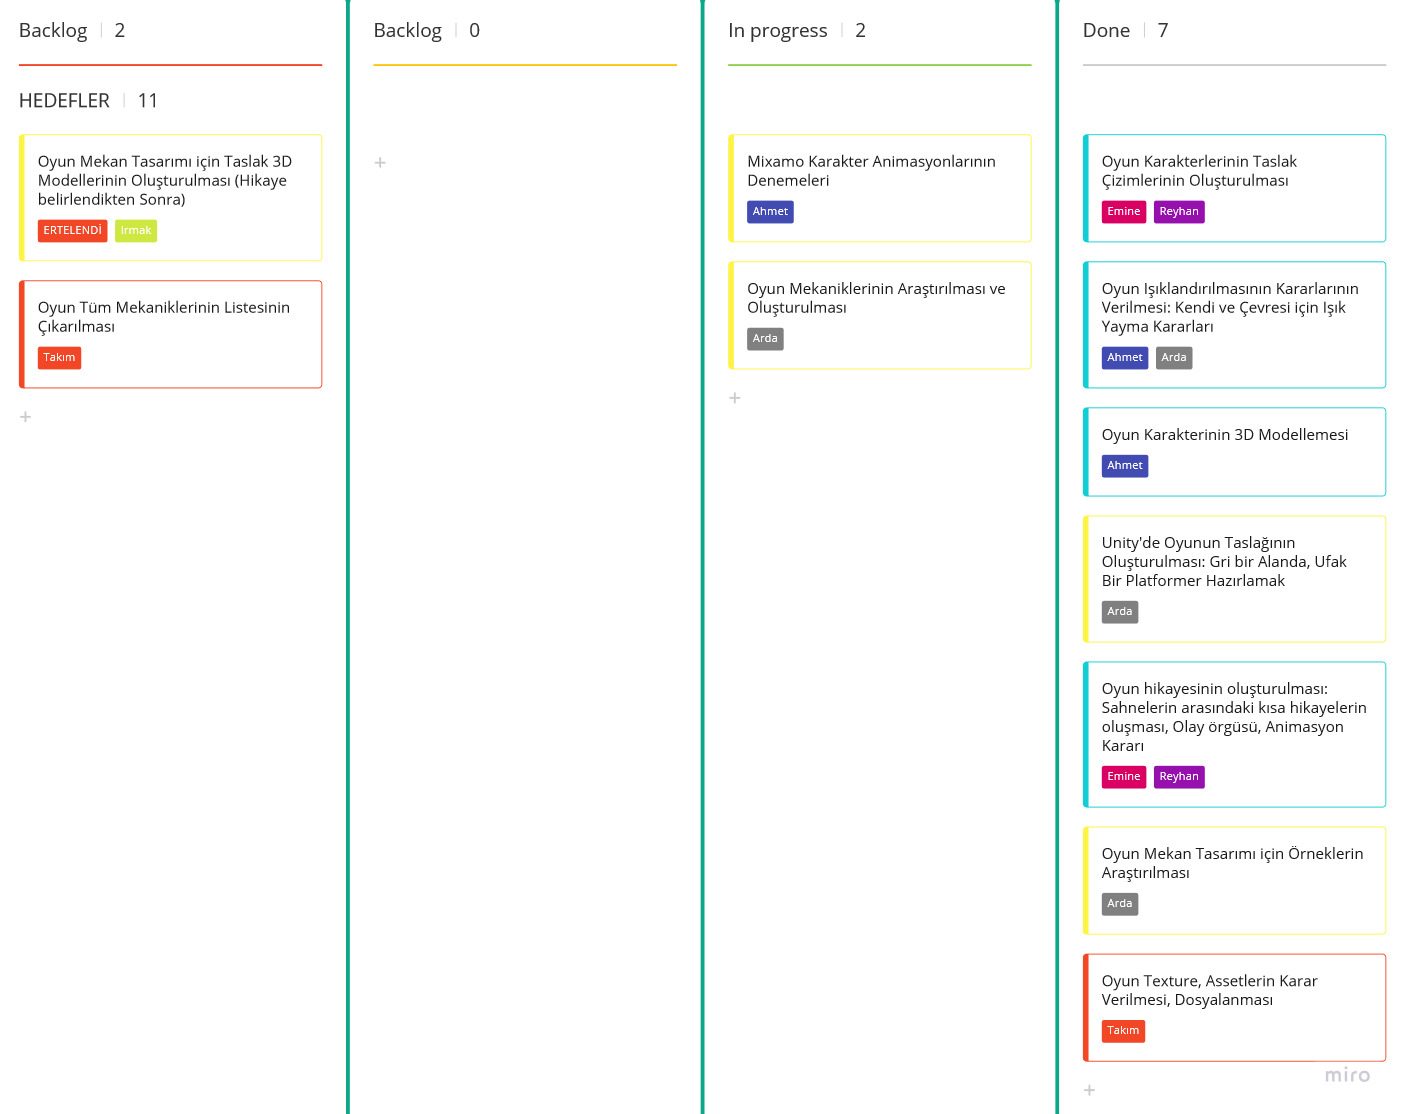 Backlog | 2
HEDEFLER | 11
Oyun Mekan Tasarımı için Taslak 3D
Modellerinin Oluşturulması (Hikaye
belirlendikten Sonra)
ERTELENDİ Irmak
Oyun Tüm Mekaniklerinin Listesinin
Çıkarılması
Takım
+
Backlog | 0
+
In progress | 2
Mixamo Karakter Animasyonlarının
Denemeleri
Ahmet
Oyun Mekaniklerinin Araştırılması ve
Oluşturulması
Arda
+
Done | 7
Oyun Karakterlerinin Taslak
Çizimlerinin Oluşturulması
Emine Reyhan
Oyun Işıklandırılmasının Kararlarının
Verilmesi: Kendi ve Çevresi için Işık
Yayma Kararları
Ahmet Arda
Oyun Karakterinin 3D Modellemesi
Ahmet
Unity'de Oyunun Taslağının
Oluşturulması: Gri bir Alanda, Ufak
Bir Platformer Hazırlamak
Arda
Oyun hikayesinin oluşturulması:
Sahnelerin arasındaki kısa hikayelerin
oluşması, Olay örgüsü, Animasyon
Kararı
Emine Reyhan
Oyun Mekan Tasarımı için Örneklerin
Araştırılması
Arda
Oyun Texture, Assetlerin Karar
Verilmesi, Dosyalanması
Takım
+
miro